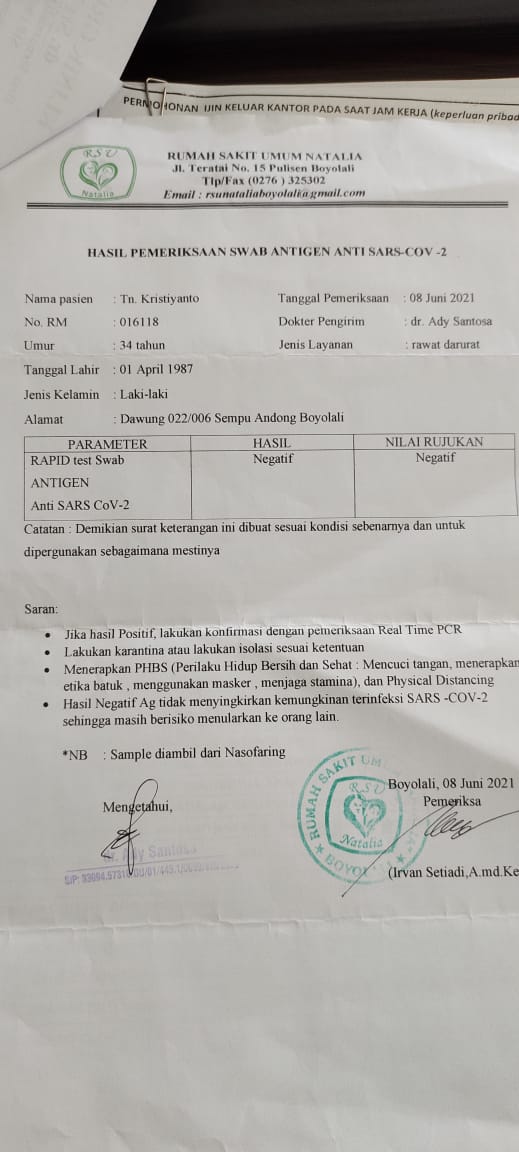 PERMOHONAN IJIN KELUAR KANTOR PADA SAAT JAM KERJA (keperluan pribad
RSU
Natalia
RUMAH SAKIT UMUM NATALIA
Jl. Teratai No. 15 Pulisen Boyolali
Tlp/Fax (0276 ) 325302
Email : rsunataliaboyolali@gmail.com
HASIL PEMERIKSAAN SWAB ANTIGEN ANTI SARS-COV -2
Nama pasien : Tn. Kristiyanto Tanggal Pemeriksaan : 08 Juni 2021
No. RM : 016118 Dokter Pengirim : dr. Ady Santosa
Umur : 34 tahun Jenis Layanan : rawat darurat
Tanggal Lahir : 01 April 1987
Jenis Kelamin : Laki-laki
Alamat : Dawung 022/006 Sempu Andong Boyolali
PARAMETER HASIL NILAI RUJUKAN
RAPID test Swab Negatif Negatif
ANTIGEN
Anti SARS CoV-2
Catatan : Demikian surat keterangan ini dibuat sesuai kondisi sebenarnya dan untuk
dipergunakan sebagaimana mestinya
Saran:
• Jika hasil Positif, lakukan konfirmasi dengan pemeriksaan Real Time PCR
• Lakukan karantina atau lakukan isolasi sesuai ketentuan
• Menerapkan PHBS (Perilaku Hidup Bersih dan Sehat : Mencuci tangan, menerapkan
etika batuk , menggunakan masker , menjaga stamina), dan Physical Distancing
• Hasil Negatif Ag tidak menyingkirkan kemungkinan terinfeksi SARS -COV-2
sehingga masih berisiko menularkan ke orang lain.
*NB : Sample diambil dari Nasofaring
Boyolali, 08 Juni 2021
Mengetahui, Pemeriksa
RUMAH SAKIT UM
RSU
Natalia
BOYO
dr. Ady Santosa
SIP:
(Irvan Setiadi,A.md.Ke